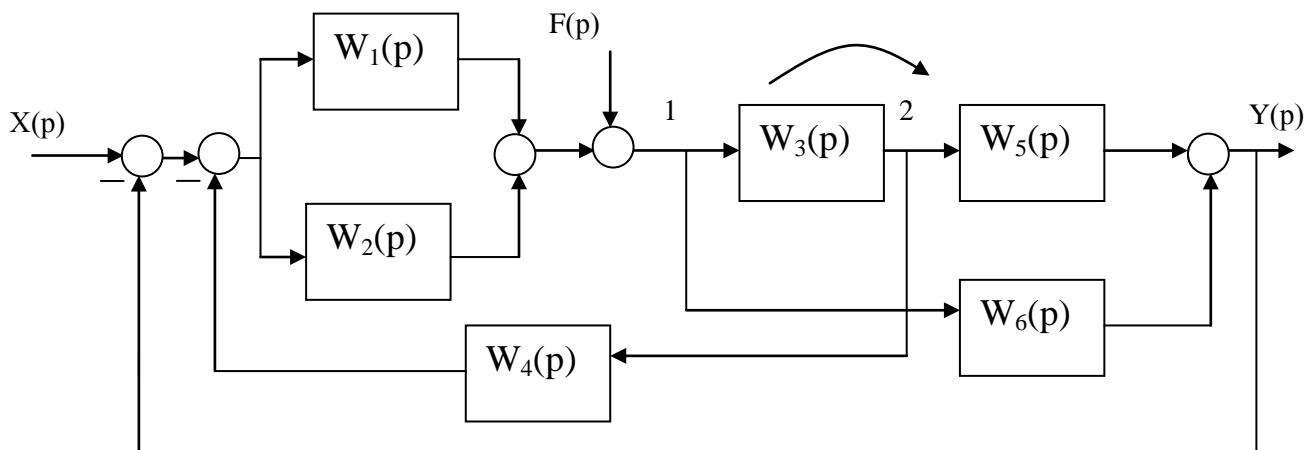 F(p)
W₁(p)
1
2
X(p)
W₃(p)
W₅(p)
Y(p)
–
–
W₂(p)
W₆(p)
W₄(p)